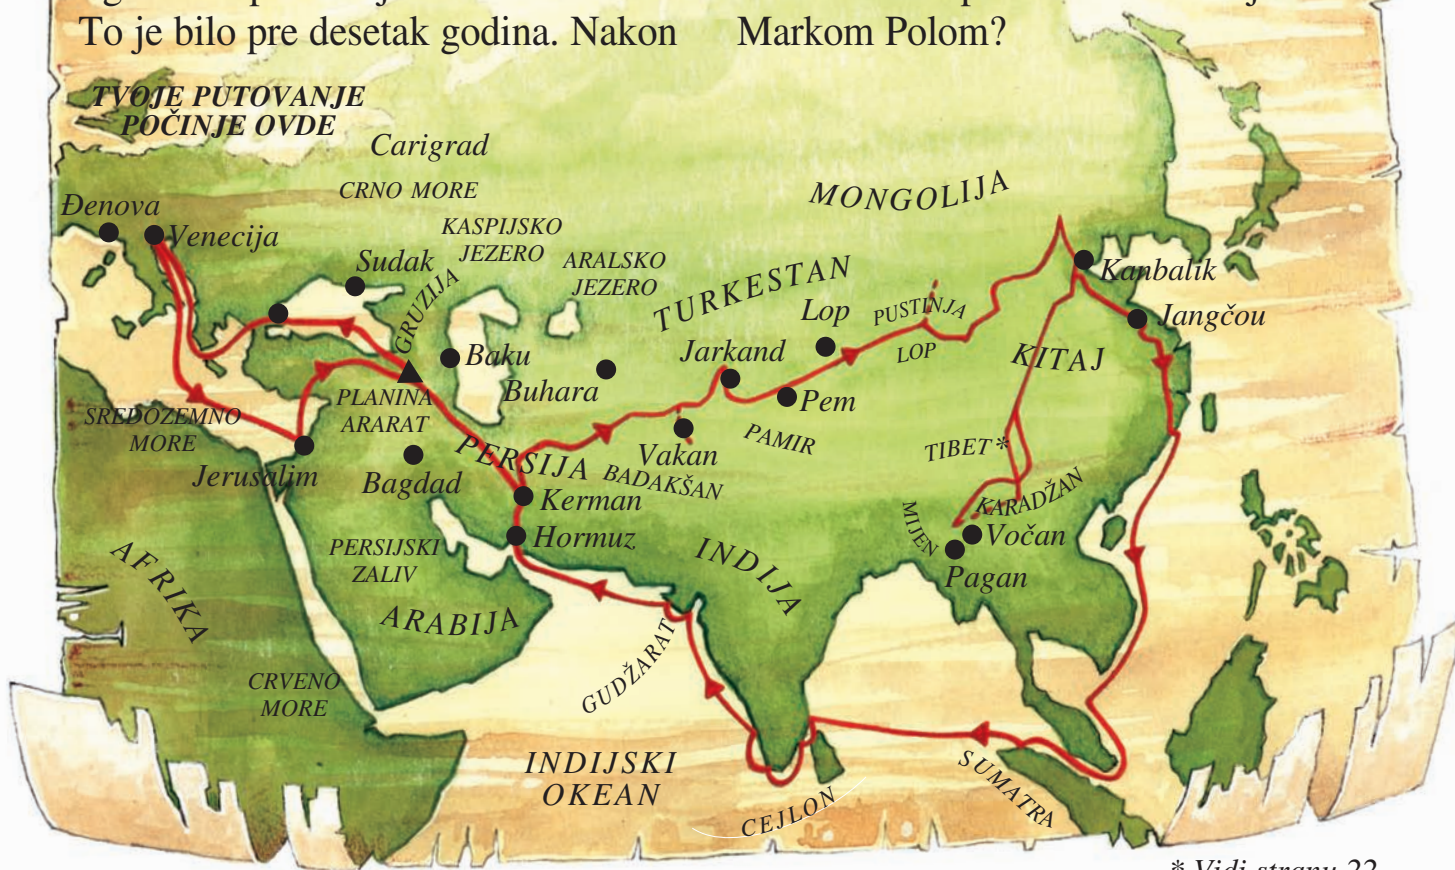 To je bilo pre desetak godina. Nakon
Markom Polom?
TVOJE PUTOVANJE
POČINJE OVDE
Carigrad
CRNO MORE
MONGOLIJA
Đenova
Venecija
KASPIJSKO
JEZERO
Sudak
ARALSKO
JEZERO
GRUZIJA
TURKESTAN
Kanbalik
Lop
PUSTINJA
LOP
Jangčou
Baku
Jarkand
KITAJ
Buhara
Pem
PLANINA
ARARAT
SREDOZEMNO
MORE
PAMIR
TIBET*
PERSIJA
Vakan
Jerusalim
Bagdad
BADAKŠAN
KARADŽAN
Kerman
MIJEN
Hormuz
Vočan
PERSIJSKI
ZALIV
INDIJA
Pagan
AFRIKA
ARABIJA
GUDŽARAT
CRVENO
MORE
INDIJSKI
OKEAN
CEJLON
SUMATRA
* Vidi stranu 22